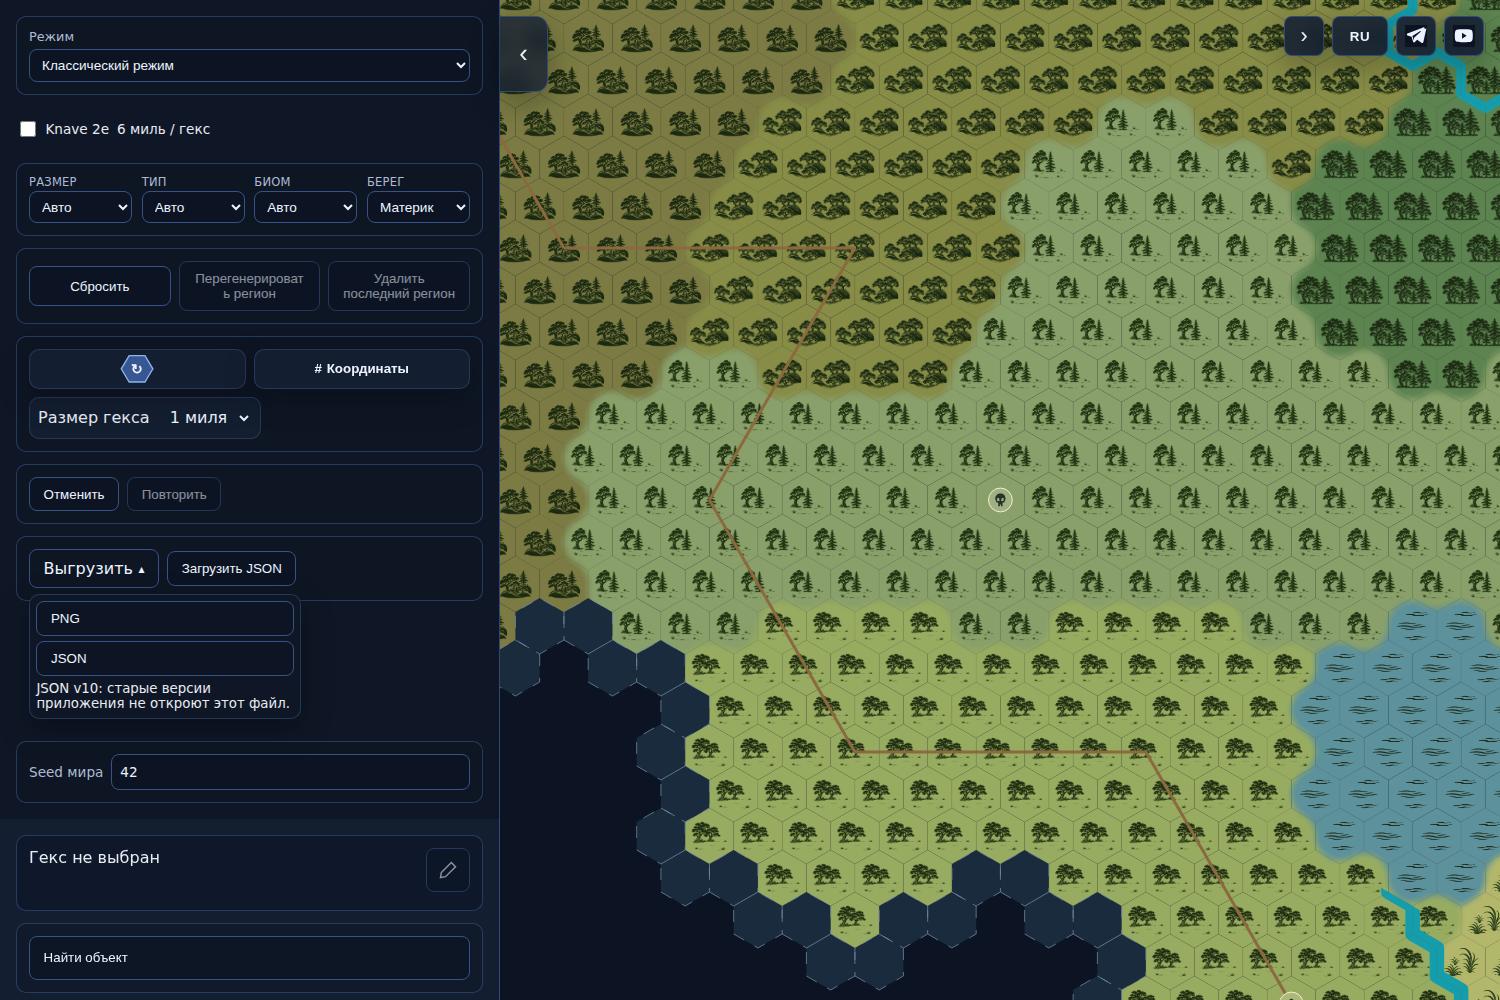 Режим
Классический режим
Knave 2e 6 миль / гекс
РАЗМЕР ТИП БИОМ БЕРЕГ
Авто Авто Авто Материк
Сбросить
Перегенерироват
ь регион
Удалить
последний регион
↻
# Координаты
Размер гекса 1 миля
Отменить Повторить
Выгрузить ▴ Загрузить JSON
PNG
JSON
JSON v10: старые версии
приложения не откроют этот файл.
Seed мира 42
Гекс не выбран
Найти объект
‹
› RU